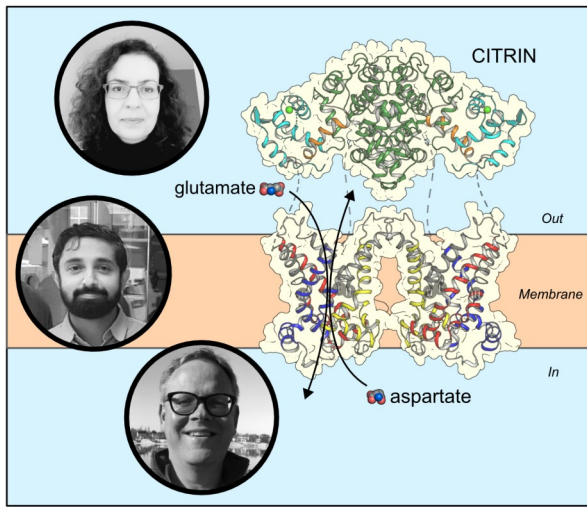 CITRIN
glutamate
Out
Membrane
In
aspartate